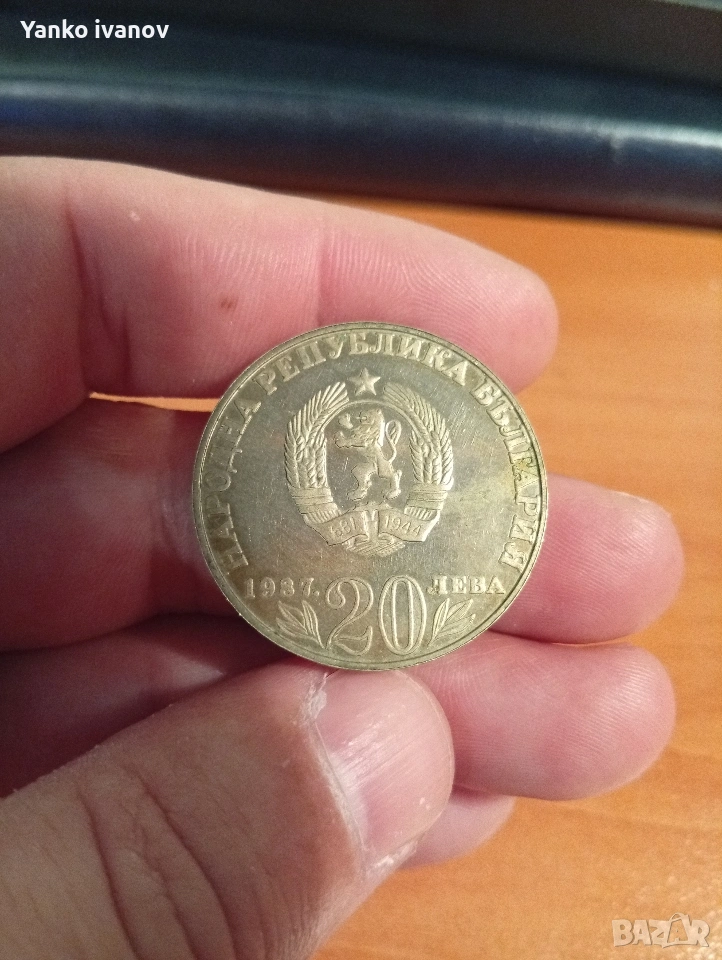 Yanko ivanov
НАРОДНА РЕПУБЛИКА БЪЛГАРИЯ
681 1944
1987. 20 ЛЕВА
BAZAR